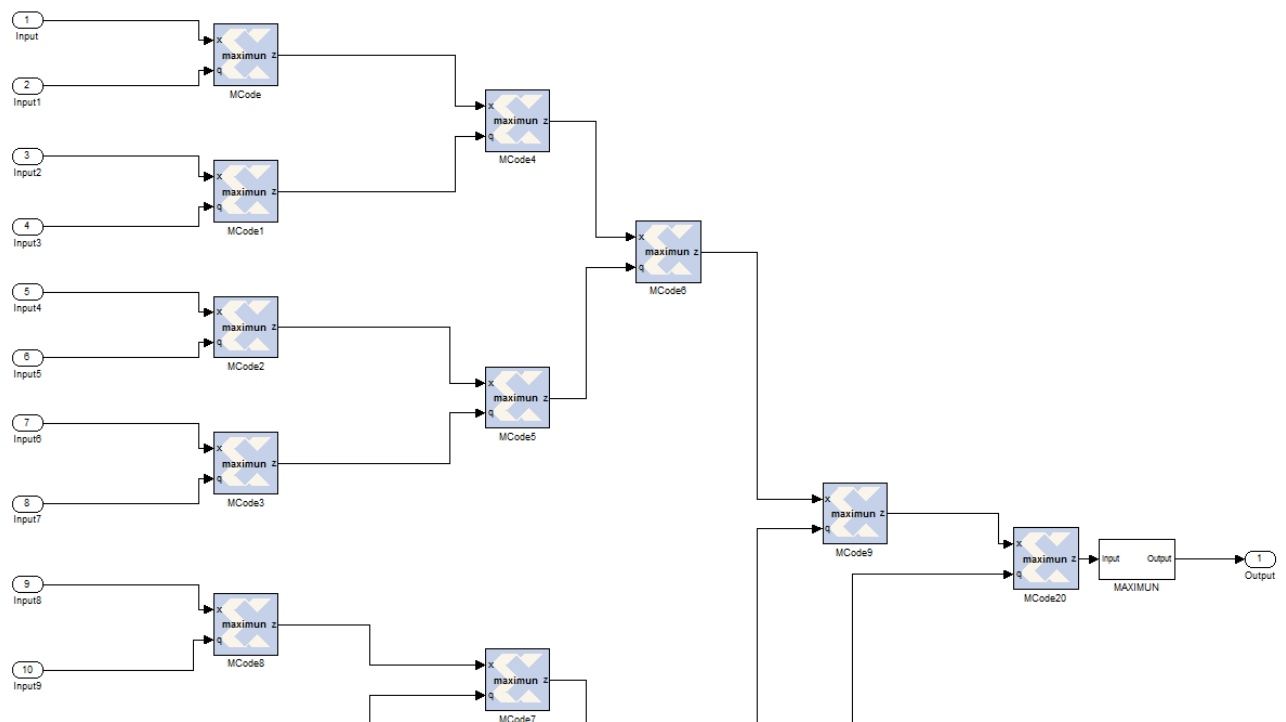 1
Input
x
maximun z
q
MCode
2
Input1
x
maximun z
q
MCode4
3
Input2
x
maximun z
q
MCode1
4
Input3
x
maximun z
q
MCode6
5
Input4
x
maximun z
q
MCode2
6
Input5
x
maximun z
q
MCode5
7
Input6
x
maximun z
q
MCode3
8
Input7
x
maximun z
q
MCode9
x
maximun z
q
MCode20
Input Output
MAXIMUN
1
Output
9
Input8
x
maximun z
q
MCode8
10
Input9
x
maximun z
q
MCode7